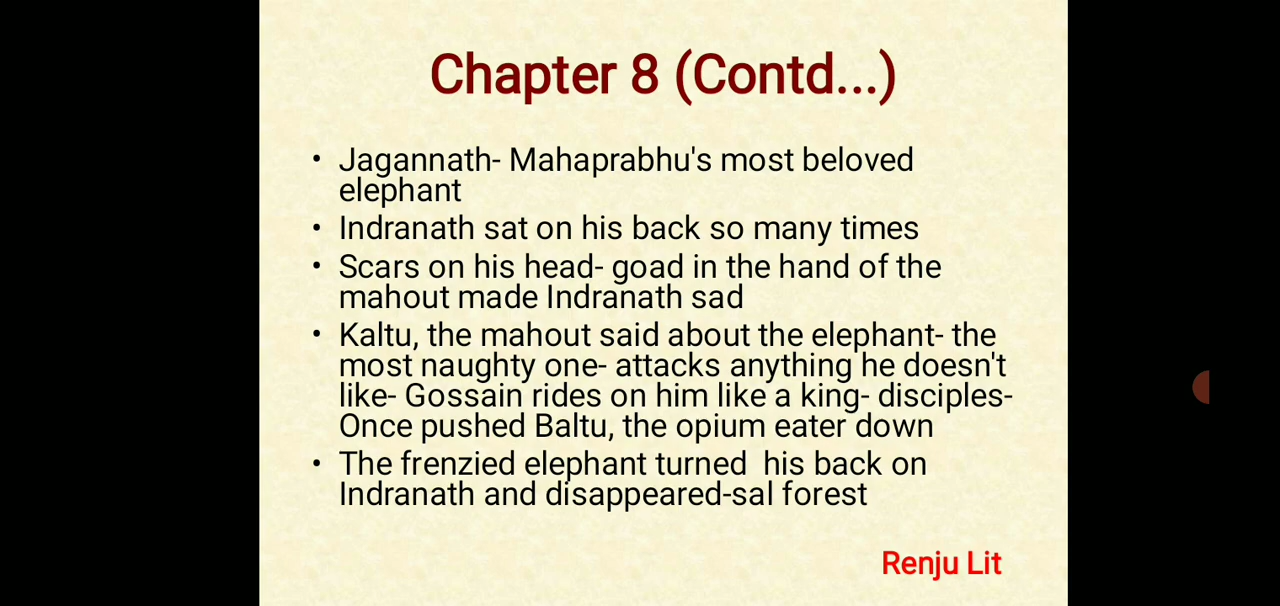 Chapter 8 (Contd...)
• Jagannath- Mahaprabhu's most beloved
elephant
• Indranath sat on his back so many times
• Scars on his head- goad in the hand of the
mahout made Indranath sad
• Kaltu, the mahout said about the elephant- the
most naughty one- attacks anything he doesn't
like- Gossain rides on him like a king- disciples-
Once pushed Baltu, the opium eater down
• The frenzied elephant turned  his back on
Indranath and disappeared-sal forest
Renju Lit